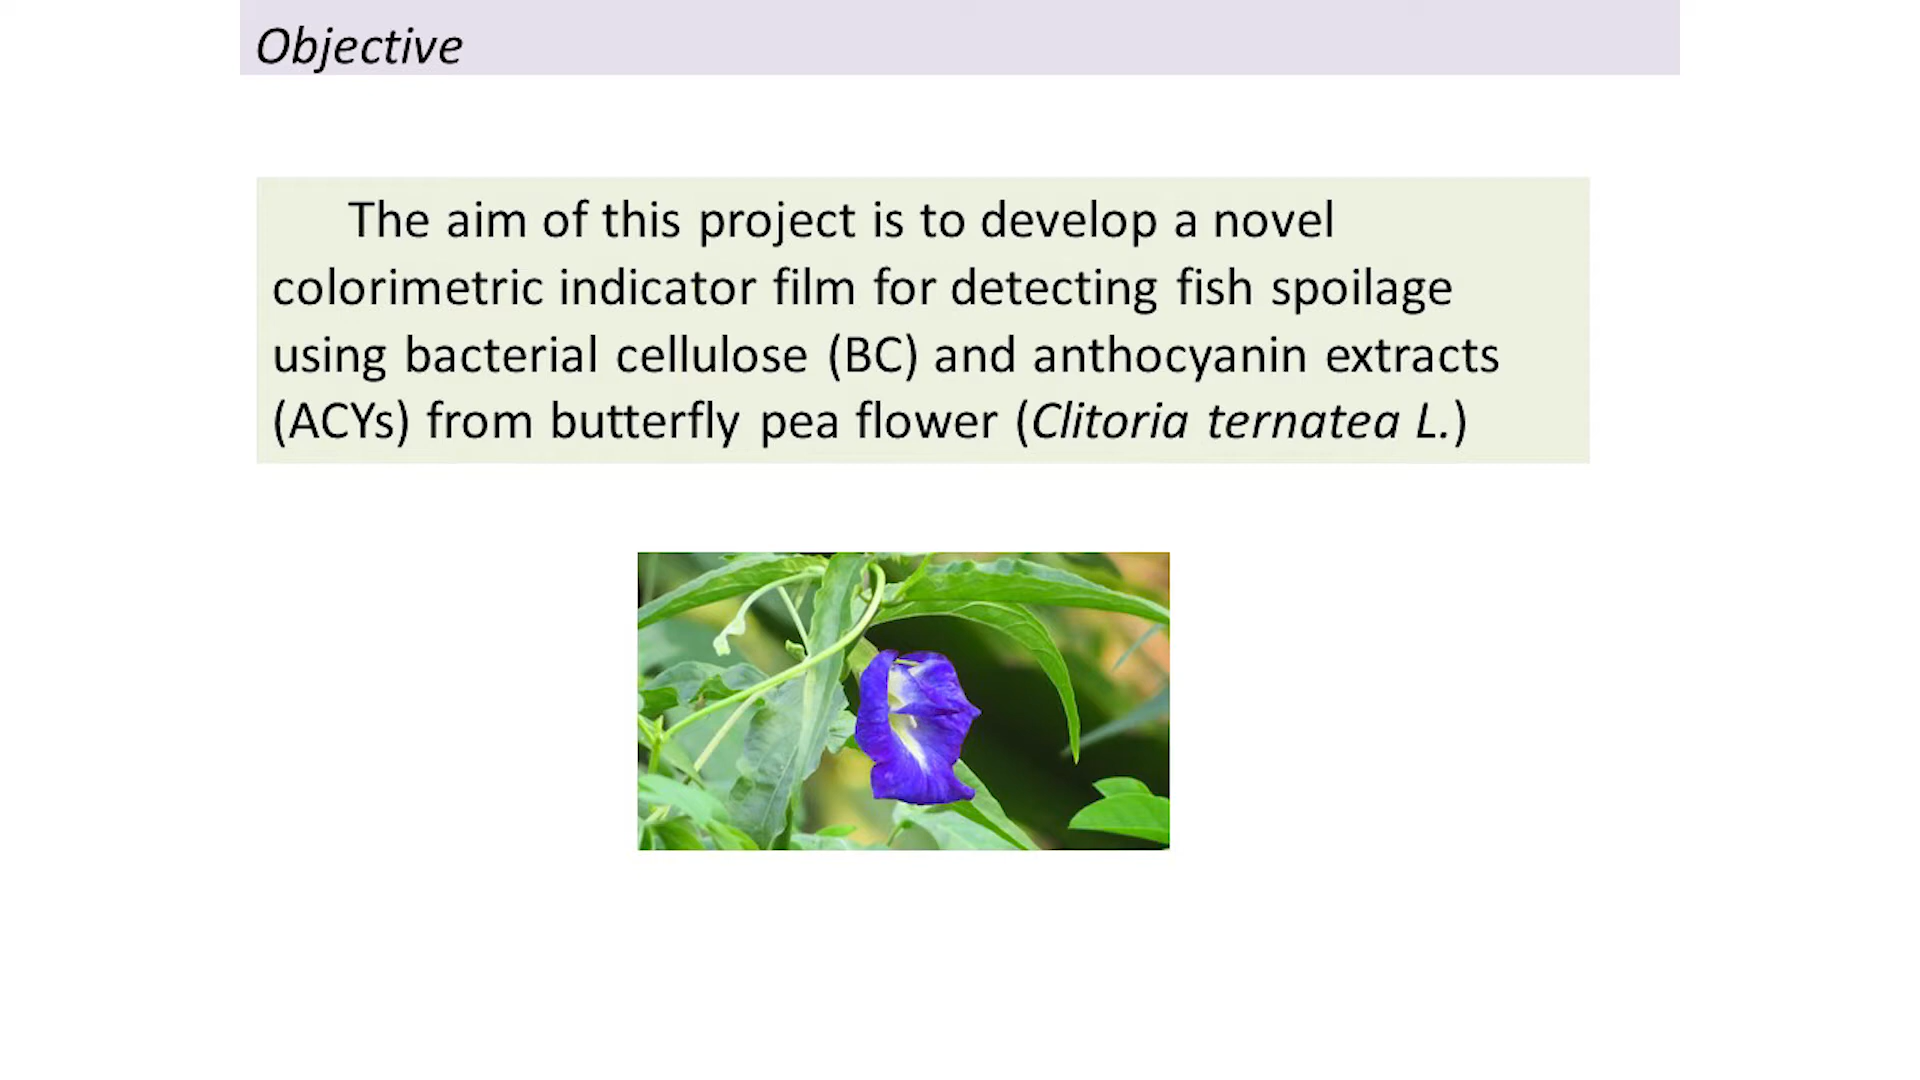 Objective
The aim of this project is to develop a novel
colorimetric indicator film for detecting fish spoilage
using bacterial cellulose (BC) and anthocyanin extracts
(ACYs) from butterfly pea flower (Clitoria ternatea L.)